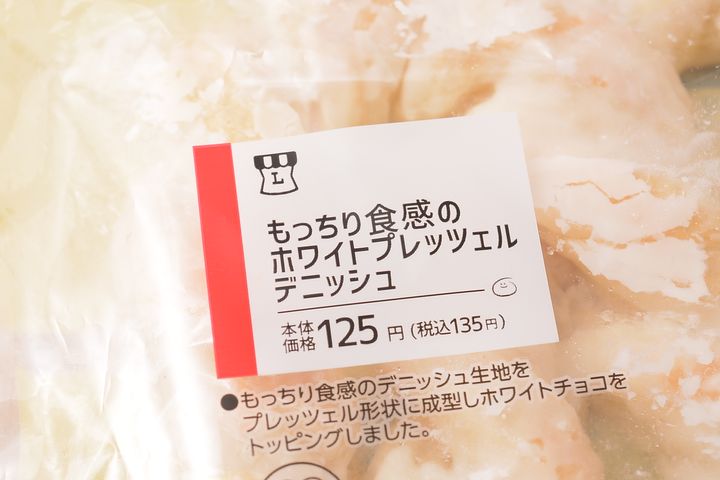 L
もっちり食感の
ホワイトプレッツェル
デニッシュ
本体価格 125 円 (税込135円)
●もっちり食感のデニッシュ生地を
プレッツェル形状に成型しホワイトチョコを
トッピングしました。